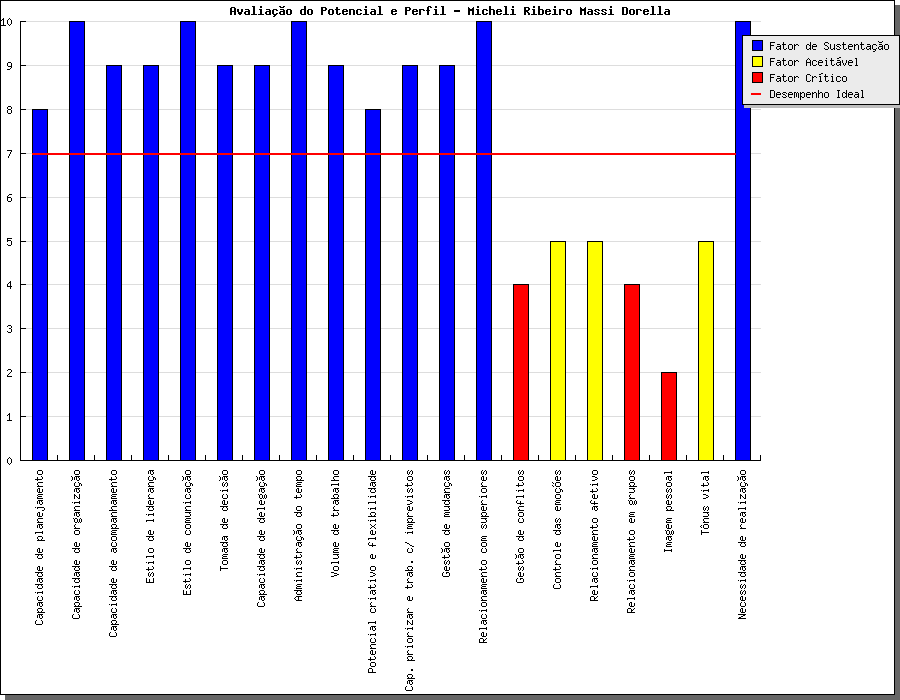 Avaliação do Potencial e Perfil - Micheli Ribeiro Massi Dorella
10
9
8
7
6
5
4
3
2
1
0
Fator de Sustentação
Fator Aceitável
Fator Crítico
Desempenho Ideal
Capacidade de planejamento
Capacidade de organização
Capacidade de acompanhamento
Estilo de liderança
Estilo de comunicação
Tomada de decisão
Capacidade de delegação
Administração do tempo
Volume de trabalho
Potencial criativo e flexibilidade
Cap. priorizar e trab. c/ imprevistos
Gestão de mudanças
Relacionamento com superiores
Gestão de conflitos
Controle das emoções
Relacionamento afetivo
Relacionamento em grupos
Imagem pessoal
Tônus vital
Necessidade de realização